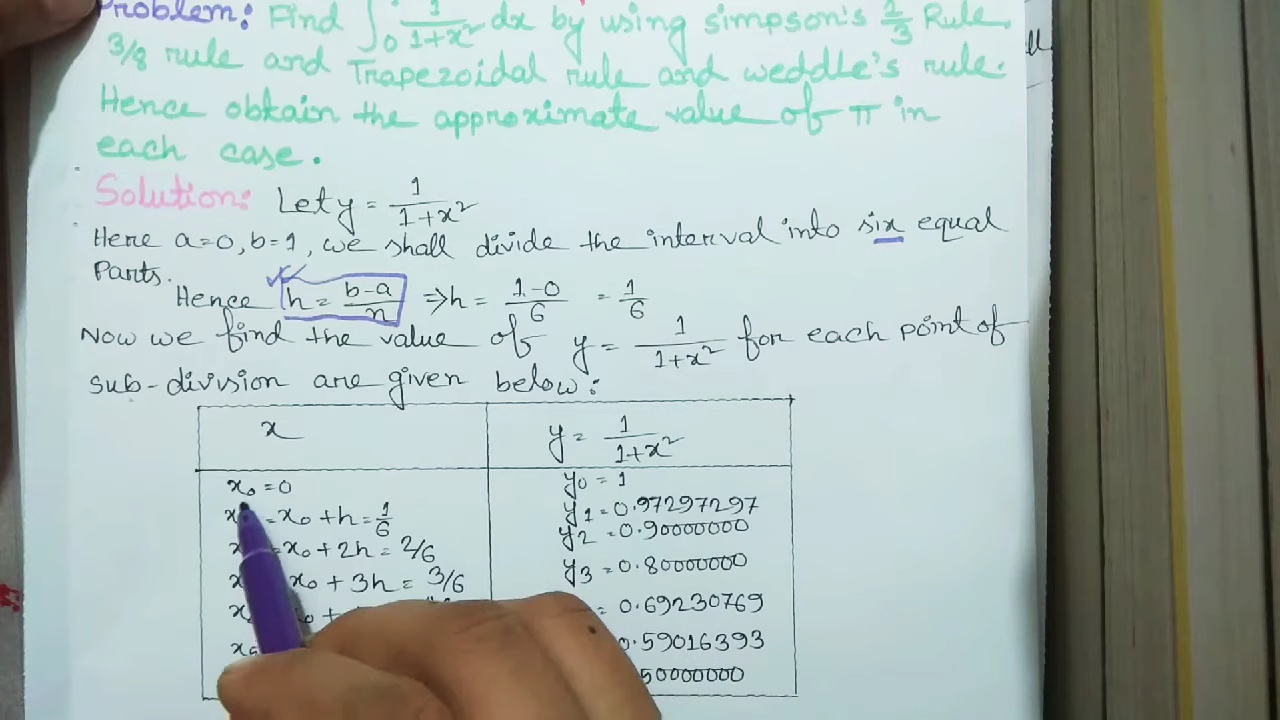 Problem: Find ∫₀ 1/(1+x²) dx by using simpson's 1/3 Rule,
3/8 rule and Trapezoidal rule and weddle's rule.
Hence obtain the approximate value of π in
each case.
Solution: Let y = 1/(1+x²)
Here a=0, b=1, we shall divide the interval into six equal
Parts.
Hence h = (b-a)/n ⇒ h = (1-0)/6 = 1/6
Now we find the value of y = 1/(1+x²) for each point of
sub-division are given below:
x y = 1/(1+x²)
x₀ = 0 y₀ = 1
x = x₀ + h = 1/6 y₁ = 0.97297297
x = x₀ + 2h = 2/6 y₂ = 0.90000000
x x₀ + 3h = 3/6 y₃ = 0.80000000
x = 0.69230769
x 0.59016393
50000000